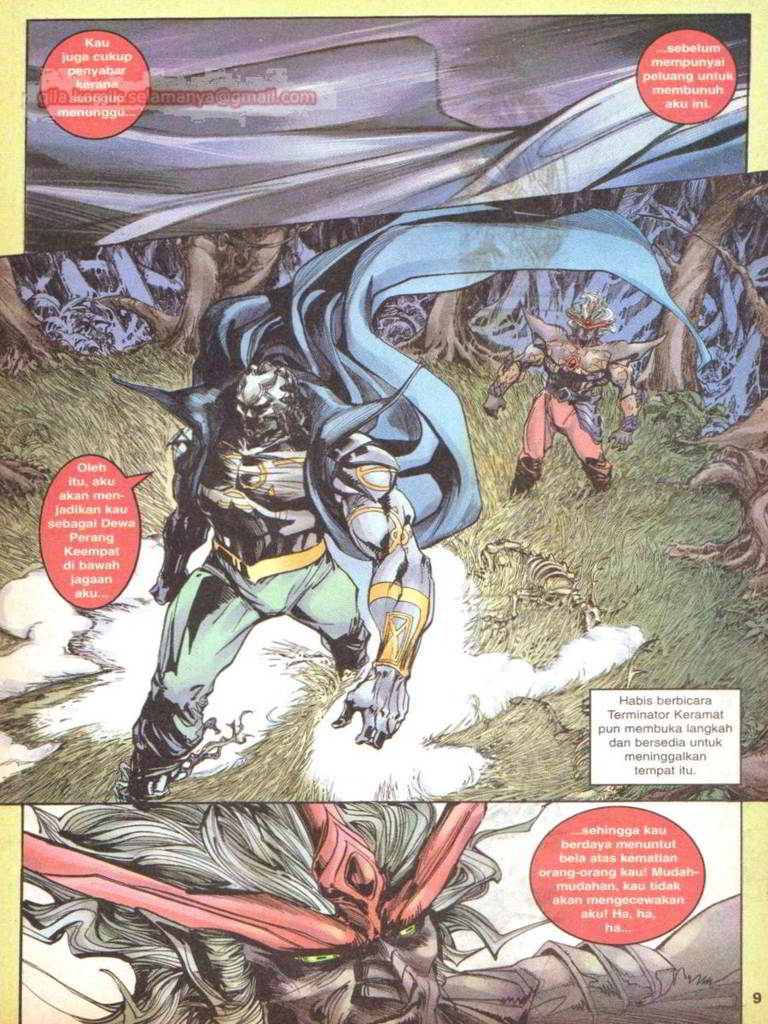 Kau
juga cukup
penyabar
kerana
sanggup
menunggu...
selamanya@gmail.com
...sebelum
mempunyai
peluang untuk
membunuh
aku ini.
Oleh
itu, aku
akan men-
jadikan kau
sebagai Dewa
Perang
Keempat
di bawah
jagaan
aku...
Habis berbicara
Terminator Keramat
pun membuka langkah
dan bersedia untuk
meninggalkan
tempat itu.
...sehingga kau
berdaya menuntut
bela atas kematian
orang-orang kau! Mudah-
mudahan, kau tidak
akan mengecewakan
aku! Ha, ha,
ha...
9